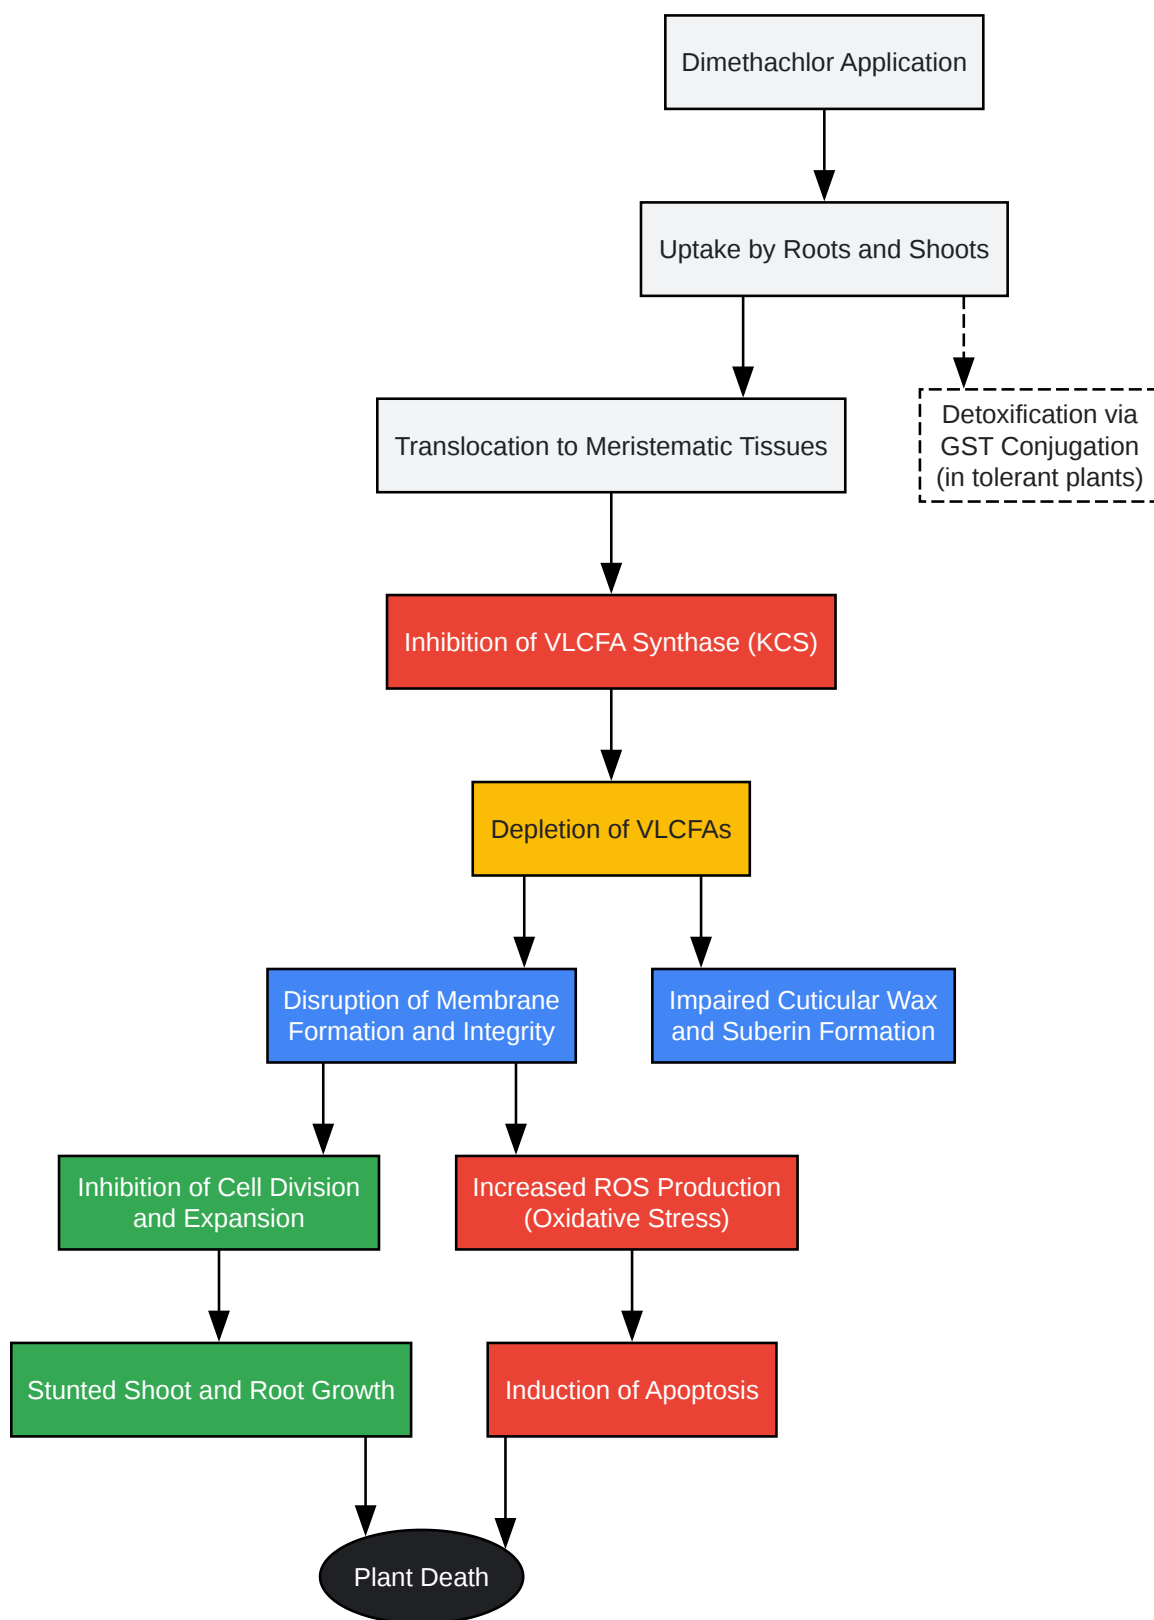 Dimethachlor Application
Uptake by Roots and Shoots
Translocation to Meristematic Tissues
Detoxification via
GST Conjugation
(in tolerant plants)
Inhibition of VLCFA Synthase (KCS)
Depletion of VLCFAs
Disruption of Membrane
Formation and Integrity
Impaired Cuticular Wax
and Suberin Formation
Inhibition of Cell Division
and Expansion
Increased ROS Production
(Oxidative Stress)
Stunted Shoot and Root Growth
Induction of Apoptosis
Plant Death